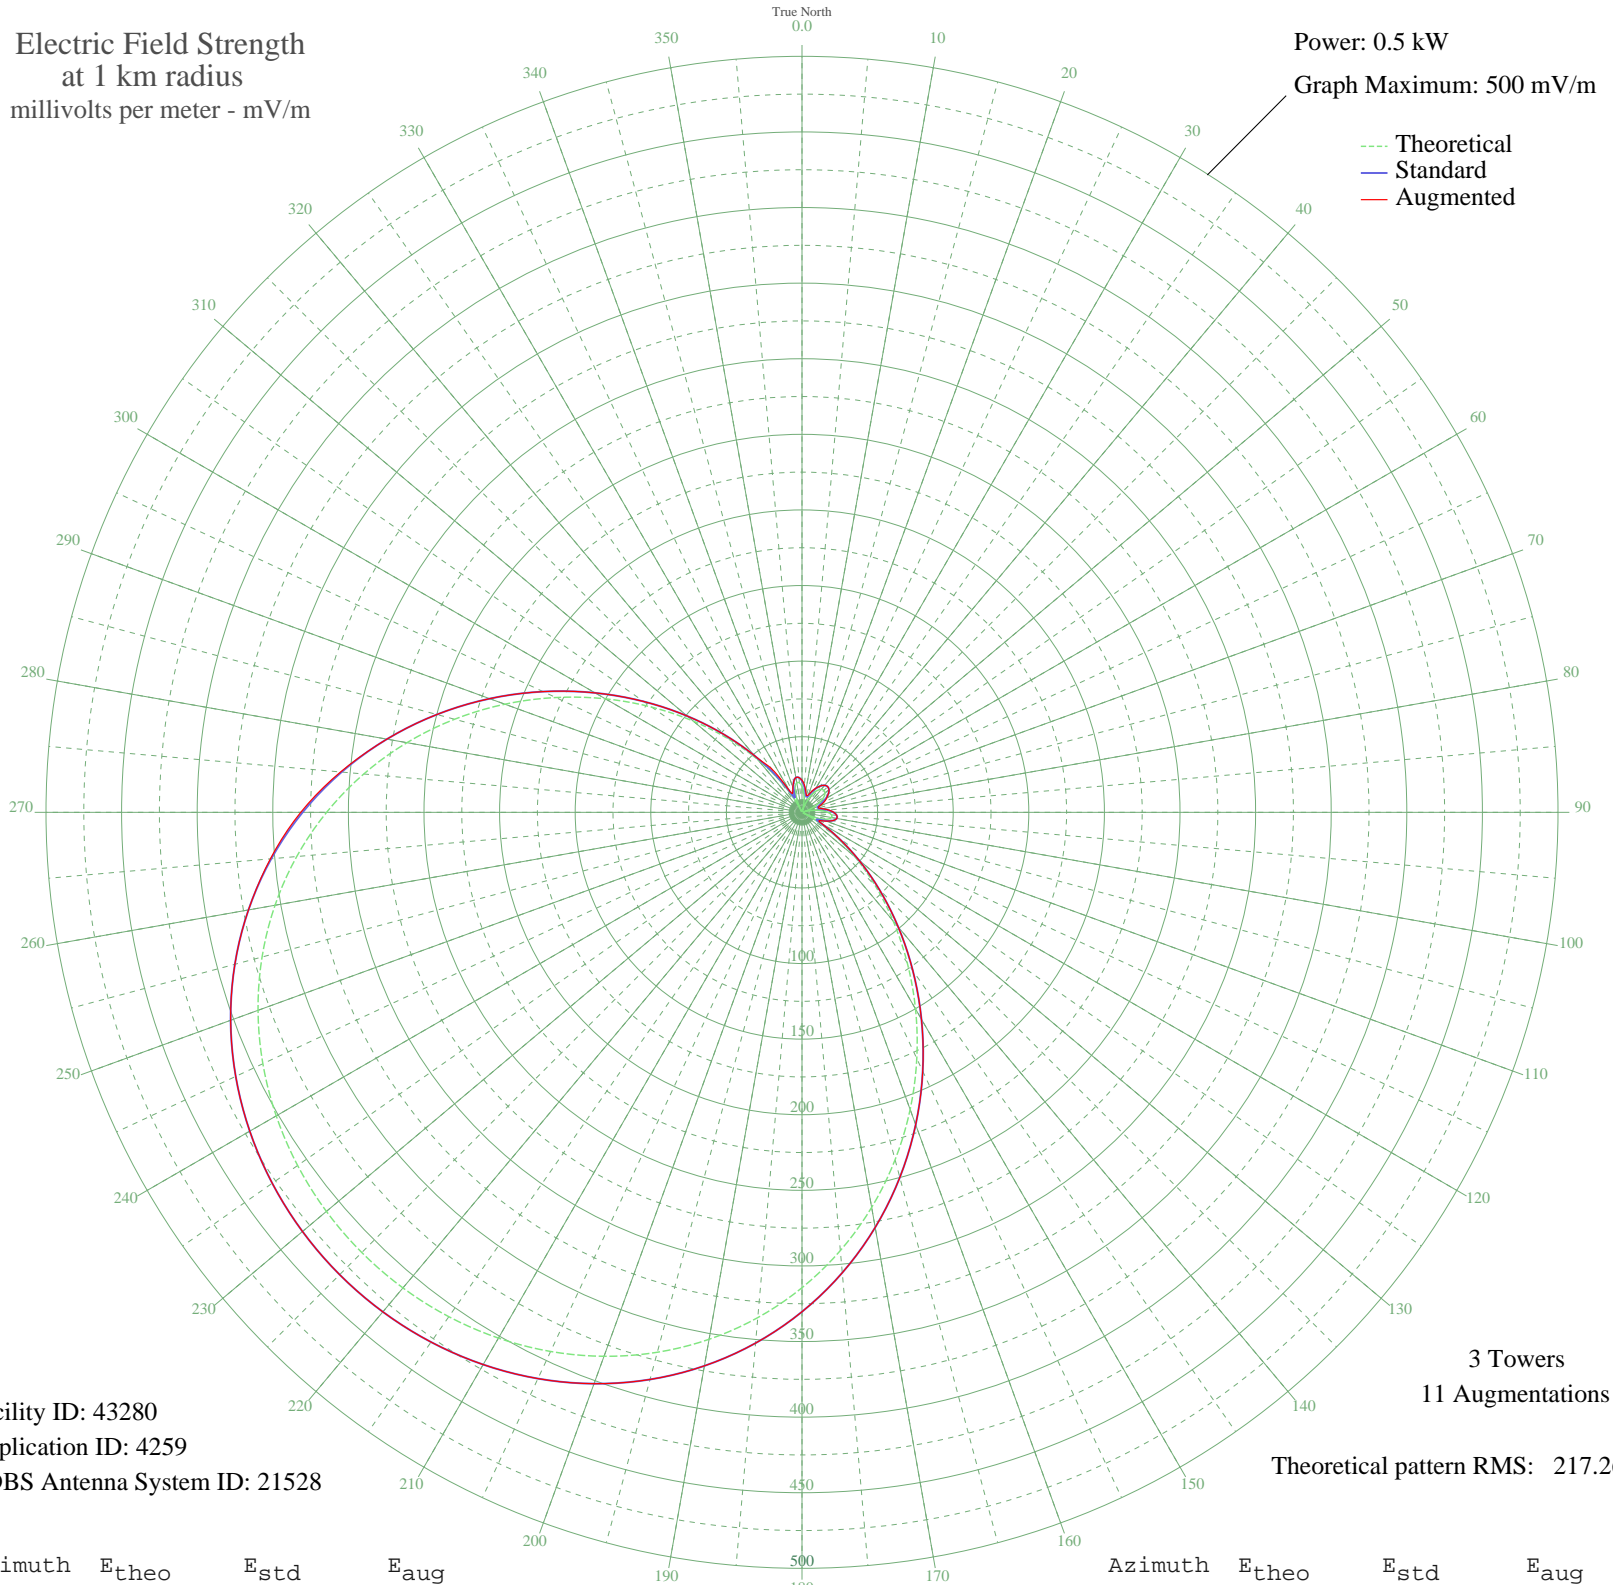 True North
Electric Field Strength
at 1 km radius
millivolts per meter - mV/m
Power: 0.5 kW
Graph Maximum: 500 mV/m
Theoretical
Standard
Augmented
0.0
10
20
30
40
50
60
70
80
90
100
110
120
130
140
150
160
170
190
200
210
220
230
240
250
260
270
280
290
300
310
320
330
340
350
100
150
200
250
300
350
400
450
500
3 Towers
11 Augmentations
Theoretical pattern RMS: 217.2
cility ID: 43280
plication ID: 4259
DBS Antenna System ID: 21528
imuth Etheo Estd Eaug
Azimuth Etheo Estd Eaug